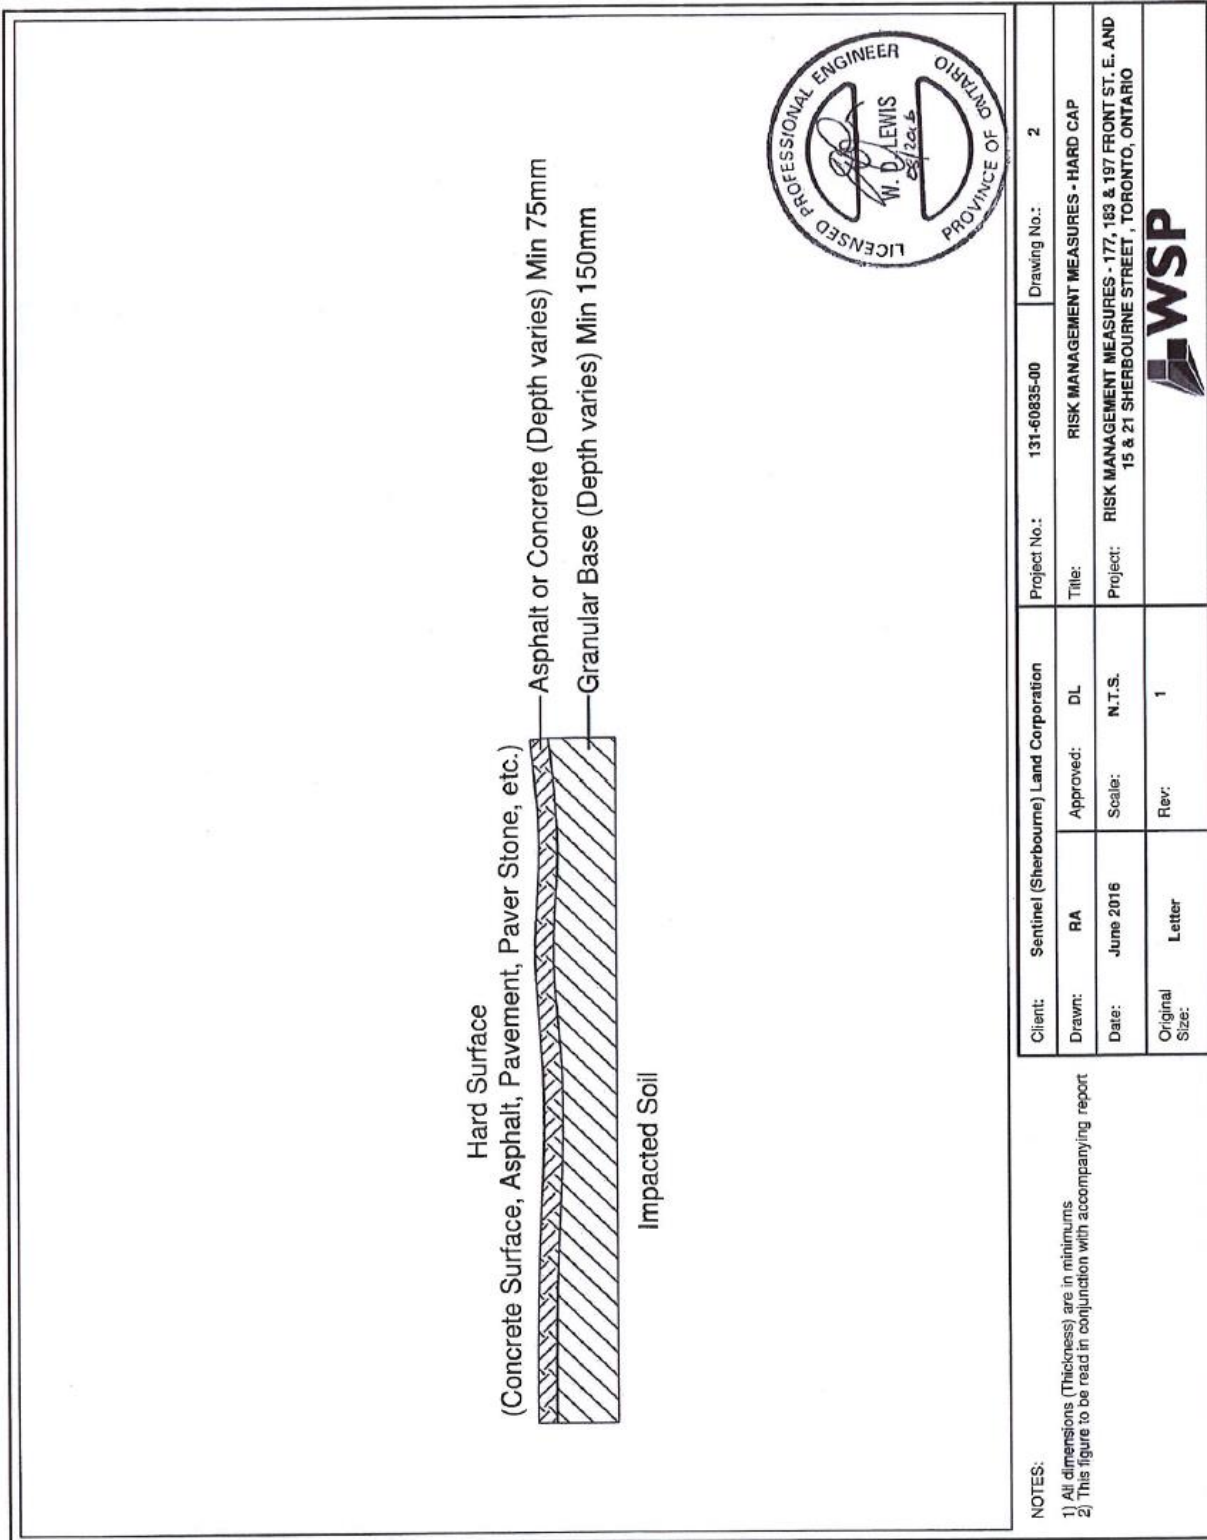 Hard Surface
(Concrete Surface, Asphalt, Pavement, Paver Stone, etc.)
Asphalt or Concrete (Depth varies) Min 75mm
Granular Base (Depth varies) Min 150mm
Impacted Soil
LICENSED PROFESSIONAL ENGINEER
W. D. LEWIS
PROVINCE OF ONTARIO
NOTES:
1) All dimensions (Thickness) are in minimums
2) This figure to be read in conjunction with accompanying report
Client: Sentinel (Sherbourne) Land Corporation
Project No.: 131-60835-00
Drawing No.: 2
Drawn: RA
Approved: DL
Title: RISK MANAGEMENT MEASURES - HARD CAP
Date: June 2016
Scale: N.T.S.
Project: RISK MANAGEMENT MEASURES - 177, 183 & 197 FRONT ST. E. AND
15 & 21 SHERBOURNE STREET , TORONTO, ONTARIO
Original
Size: Letter
Rev: 1
WSP